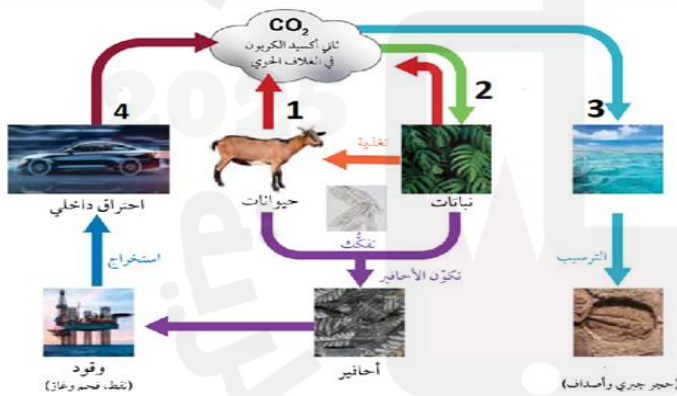 CO₂
ثاني أكسيد الكربون
في الغلاف الجوي
4
1
2
3
تغذية
احتراق داخلي
حيوانات
نباتات
تفكُّك
استخراج
تكوّن الأحافير
الترسيب
وقود
(نفط، فحم وغاز)
أحافير
(حجر جيري وأصداف)